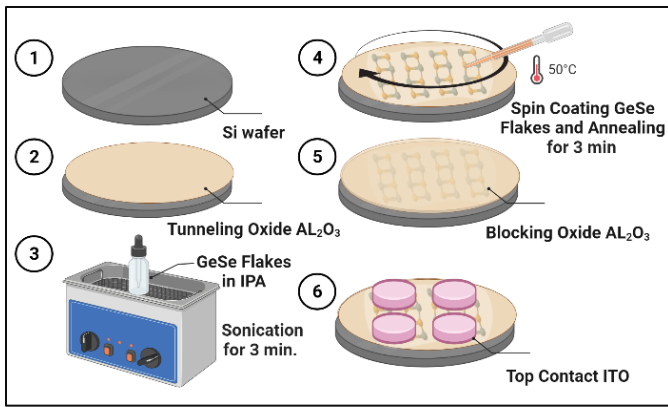 1
Si wafer
2
Tunneling Oxide AL₂O₃
3
GeSe Flakes
in IPA
Sonication
for 3 min.
4
50°C
Spin Coating GeSe
Flakes and Annealing
for 3 min
5
Blocking Oxide AL₂O₃
6
Top Contact ITO